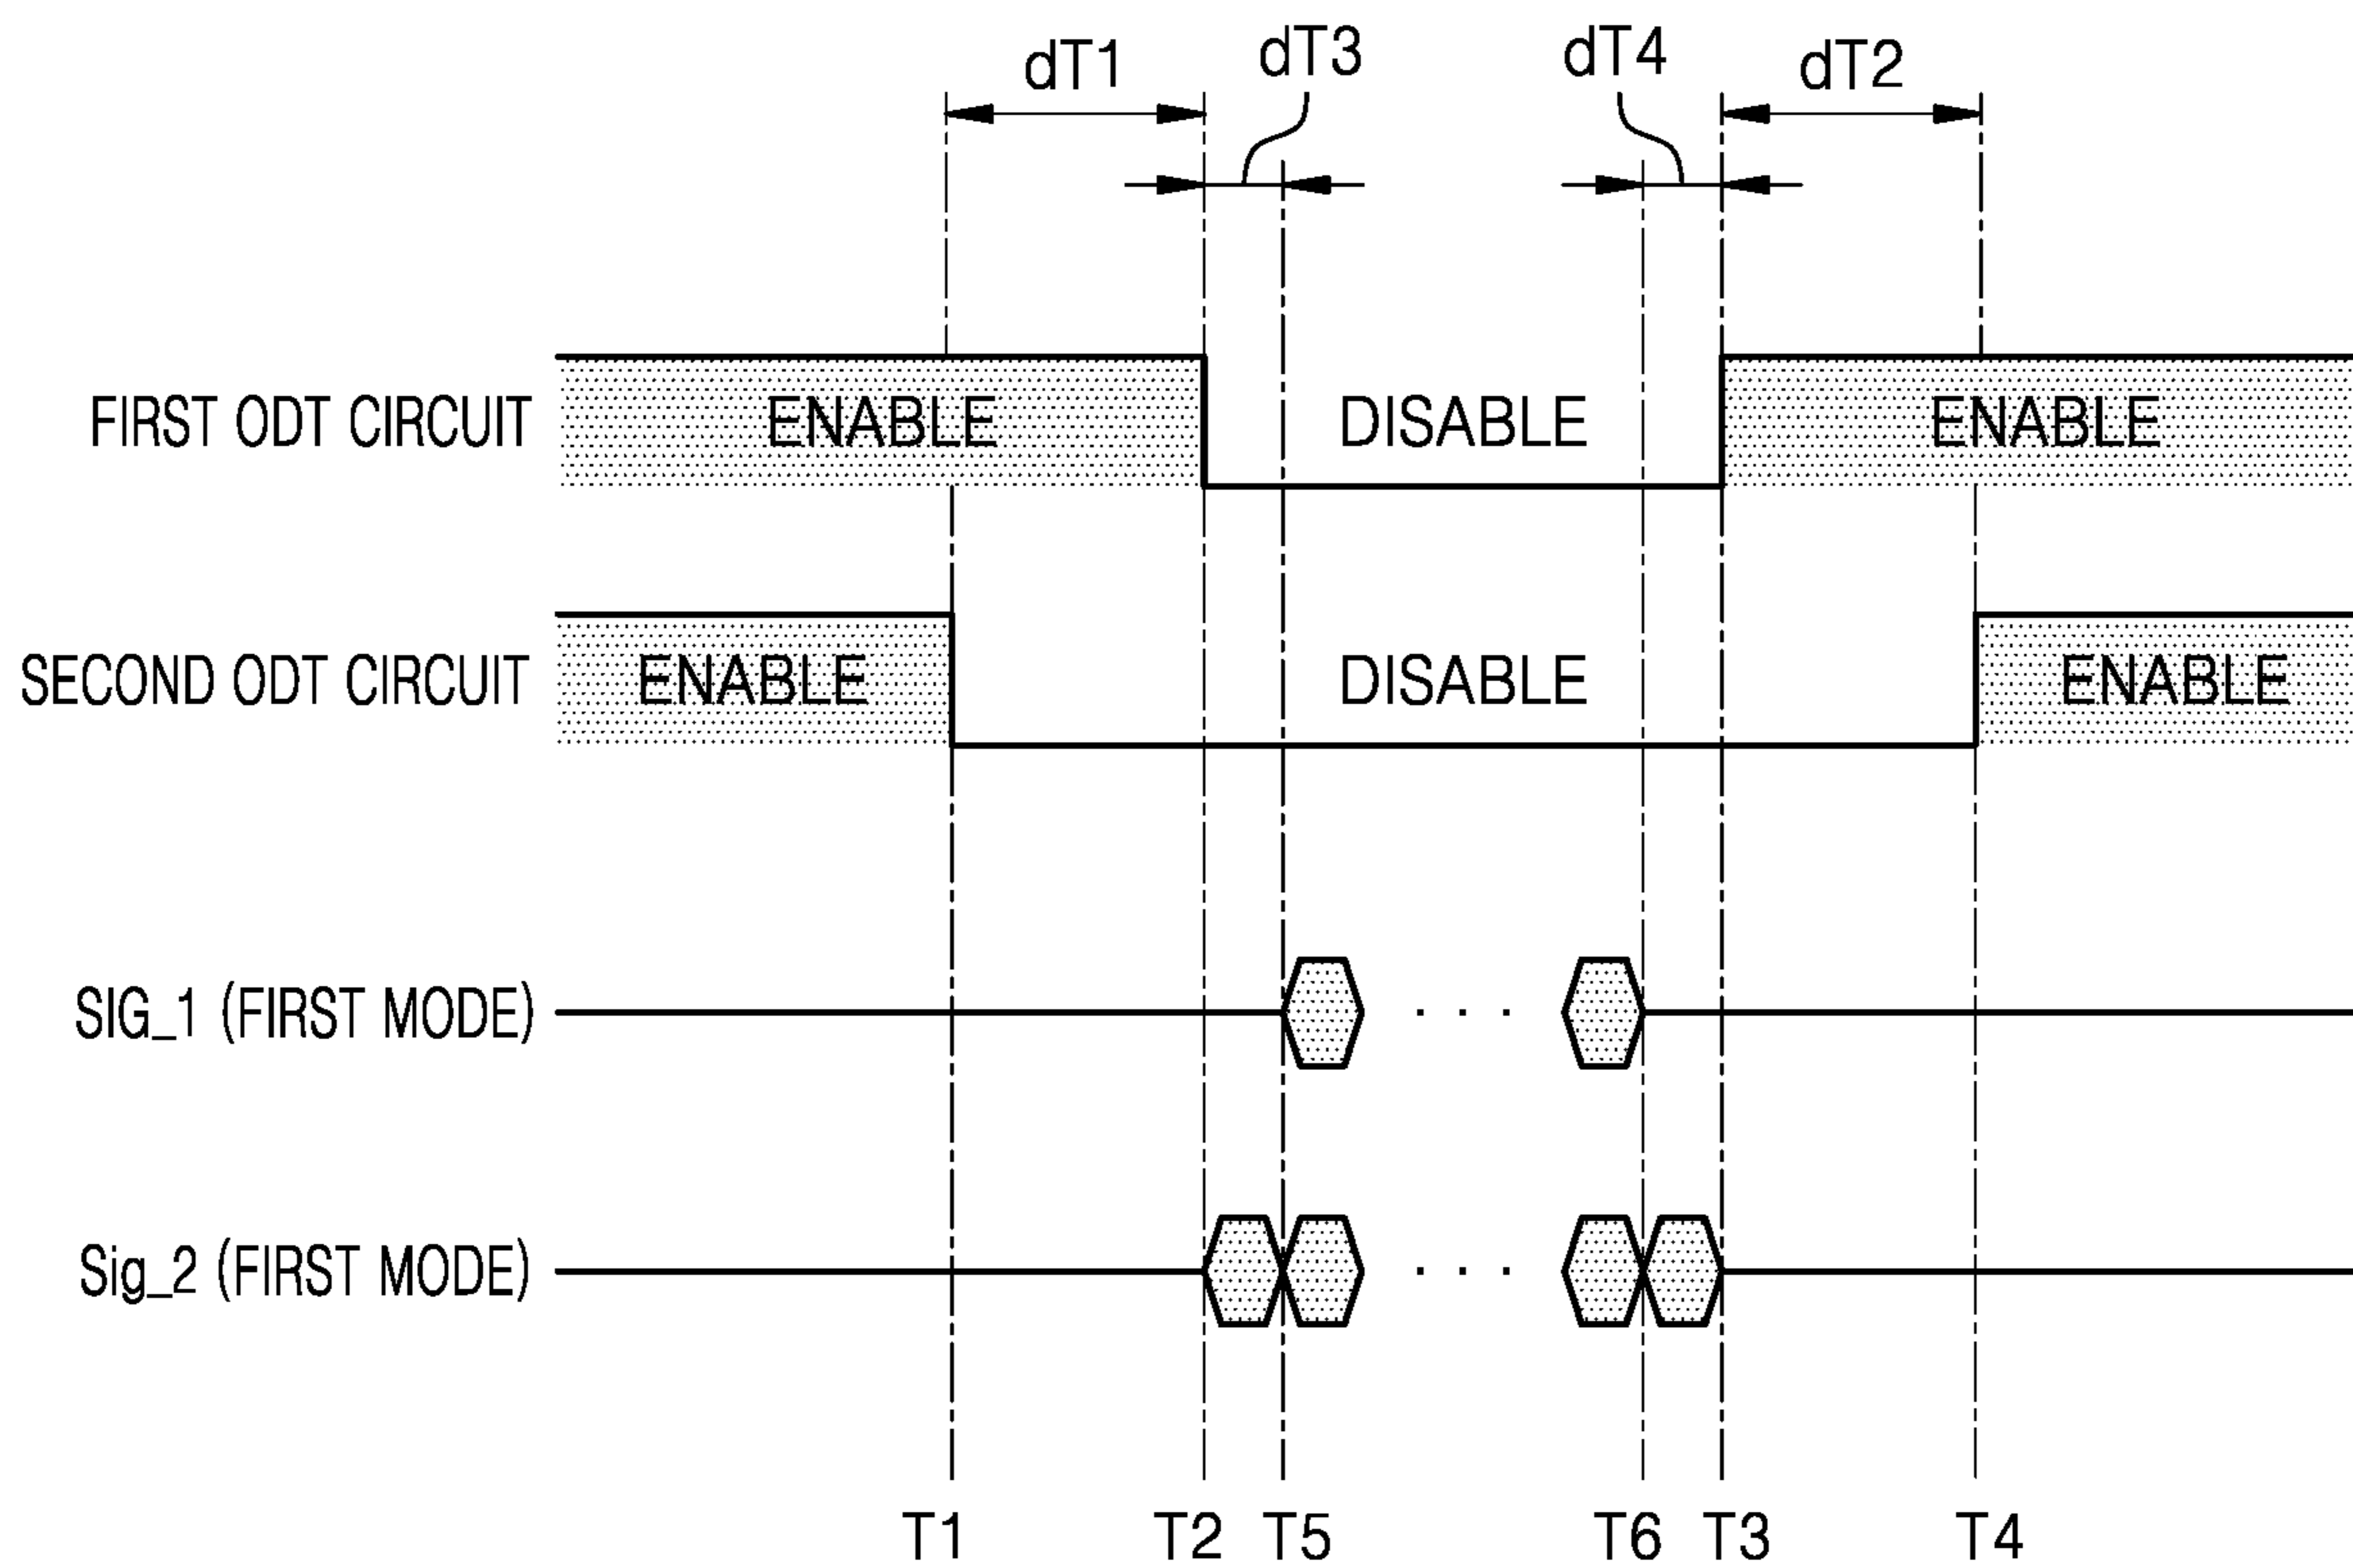 dT1 dT3 dT4 dT2
FIRST ODT CIRCUIT ENABLE DISABLE ENABLE
SECOND ODT CIRCUIT ENABLE DISABLE ENABLE
SIG_1 (FIRST MODE) . . .
Sig_2 (FIRST MODE) . . .
T1 T2 T5 T6 T3 T4